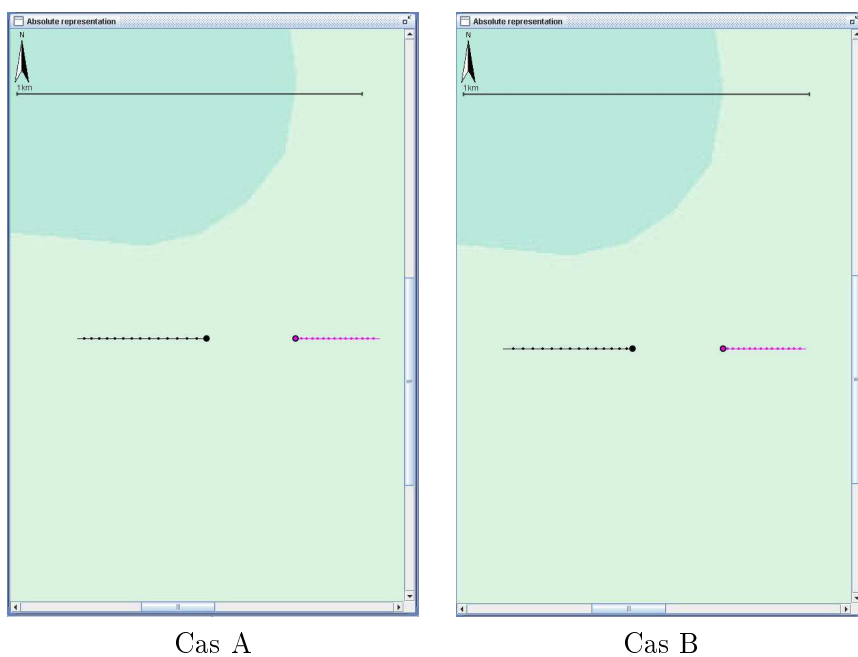 Absolute representation
N
1km
Absolute representation
N
1km
Cas A
Cas B